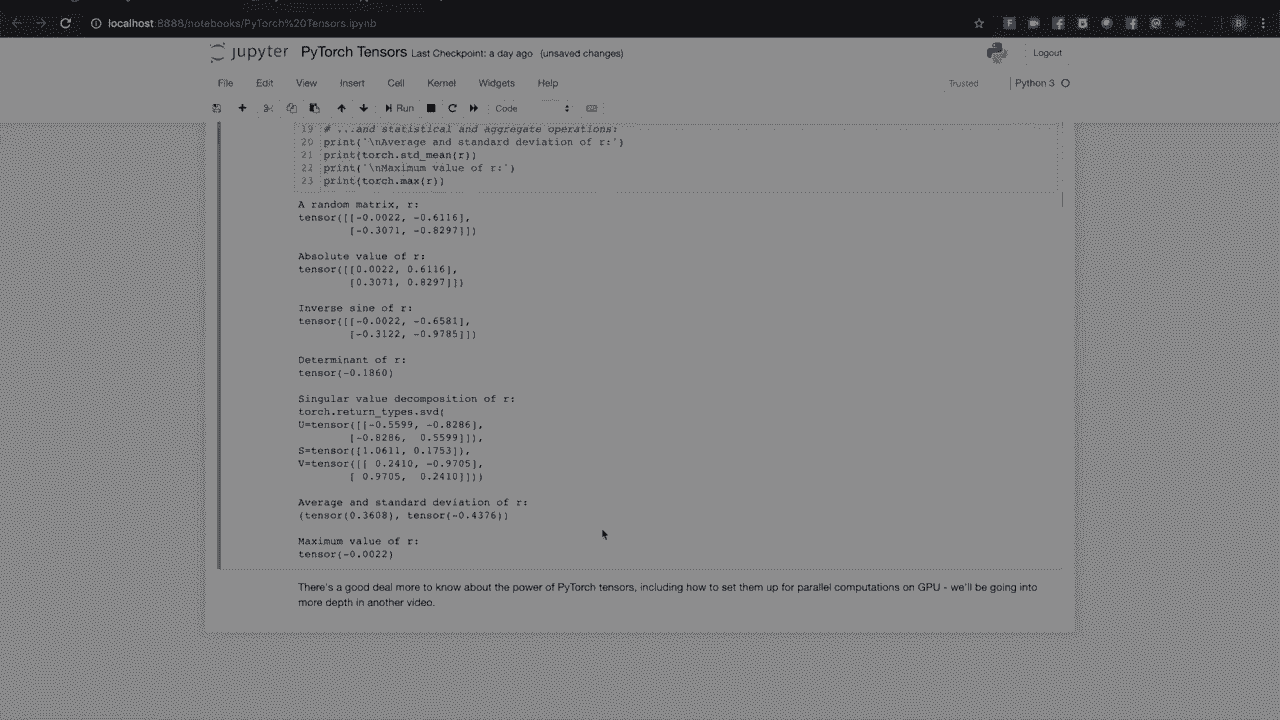 localhost:8888/notebooks/PyTorch%20Tensors.ipynb
jupyter PyTorch Tensors Last Checkpoint: a day ago (unsaved changes)
Logout
File Edit View Insert Cell Kernel Widgets Help
Trusted Python 3
Run Code
19 # ...and statistical and aggregate operations:
20 print('\nAverage and standard deviation of r:')
21 print(torch.std_mean(r))
22 print('\nMaximum value of r:')
23 print(torch.max(r))
A random matrix, r:
tensor([[-0.0022, -0.6116],
[-0.3071, -0.8297]])
Absolute value of r:
tensor([[0.0022, 0.6116],
[0.3071, 0.8297]])
Inverse sine of r:
tensor([[-0.0022, -0.6581],
[-0.3122, -0.9785]])
Determinant of r:
tensor(-0.1860)
Singular value decomposition of r:
torch.return_types.svd(
U=tensor([[-0.5599, -0.8286],
[-0.8286, 0.5599]]),
S=tensor([1.0611, 0.1753]),
V=tensor([[ 0.2410, -0.9705],
[ 0.9705, 0.2410]]))
Average and standard deviation of r:
(tensor(0.3608), tensor(-0.4376))
Maximum value of r:
tensor(-0.0022)
There's a good deal more to know about the power of PyTorch tensors, including how to set them up for parallel computations on GPU - we'll be going into
more depth in another video.